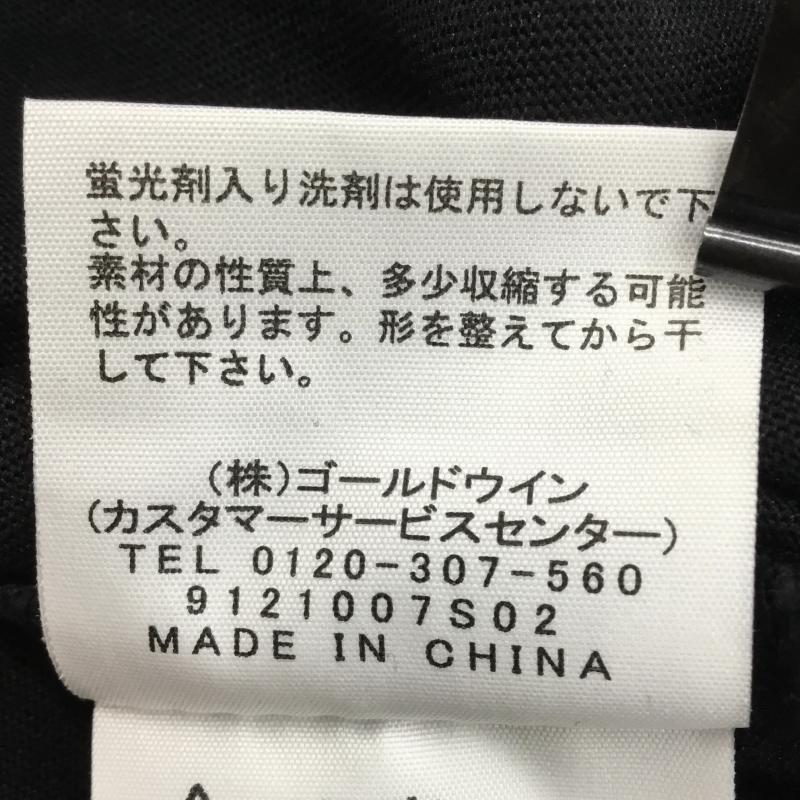 蛍光剤入り洗剤は使用しないで下
さい。
素材の性質上、多少収縮する可能
性があります。形を整えてから干
して下さい。
(株)ゴールドウイン
(カスタマーサービスセンター)
TEL 0120-307-560
9121007S02
MADE IN CHINA